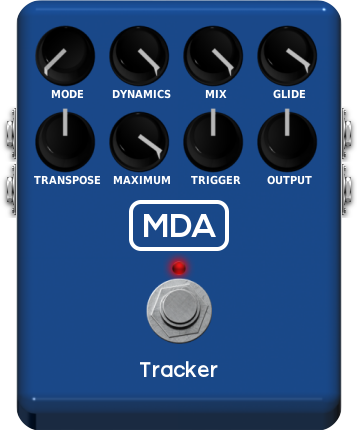 MODE DYNAMICS MIX GLIDE
TRANSPOSE MAXIMUM TRIGGER OUTPUT
MDA
Tracker